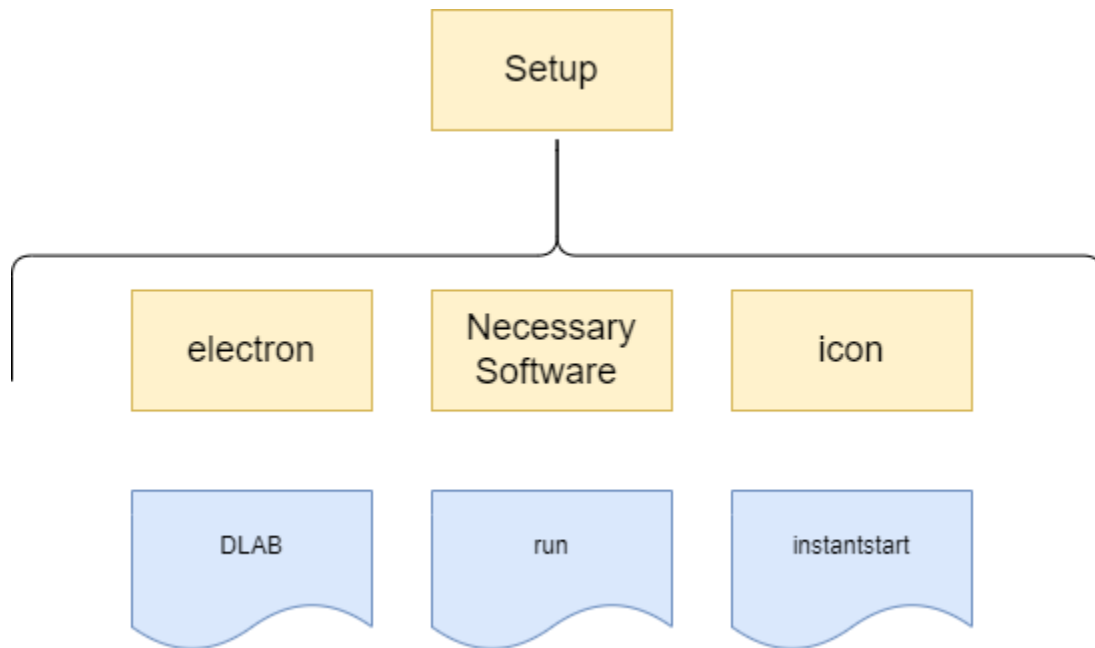 Setup
electron
Necessary
Software
icon
DLAB
run
instantstart